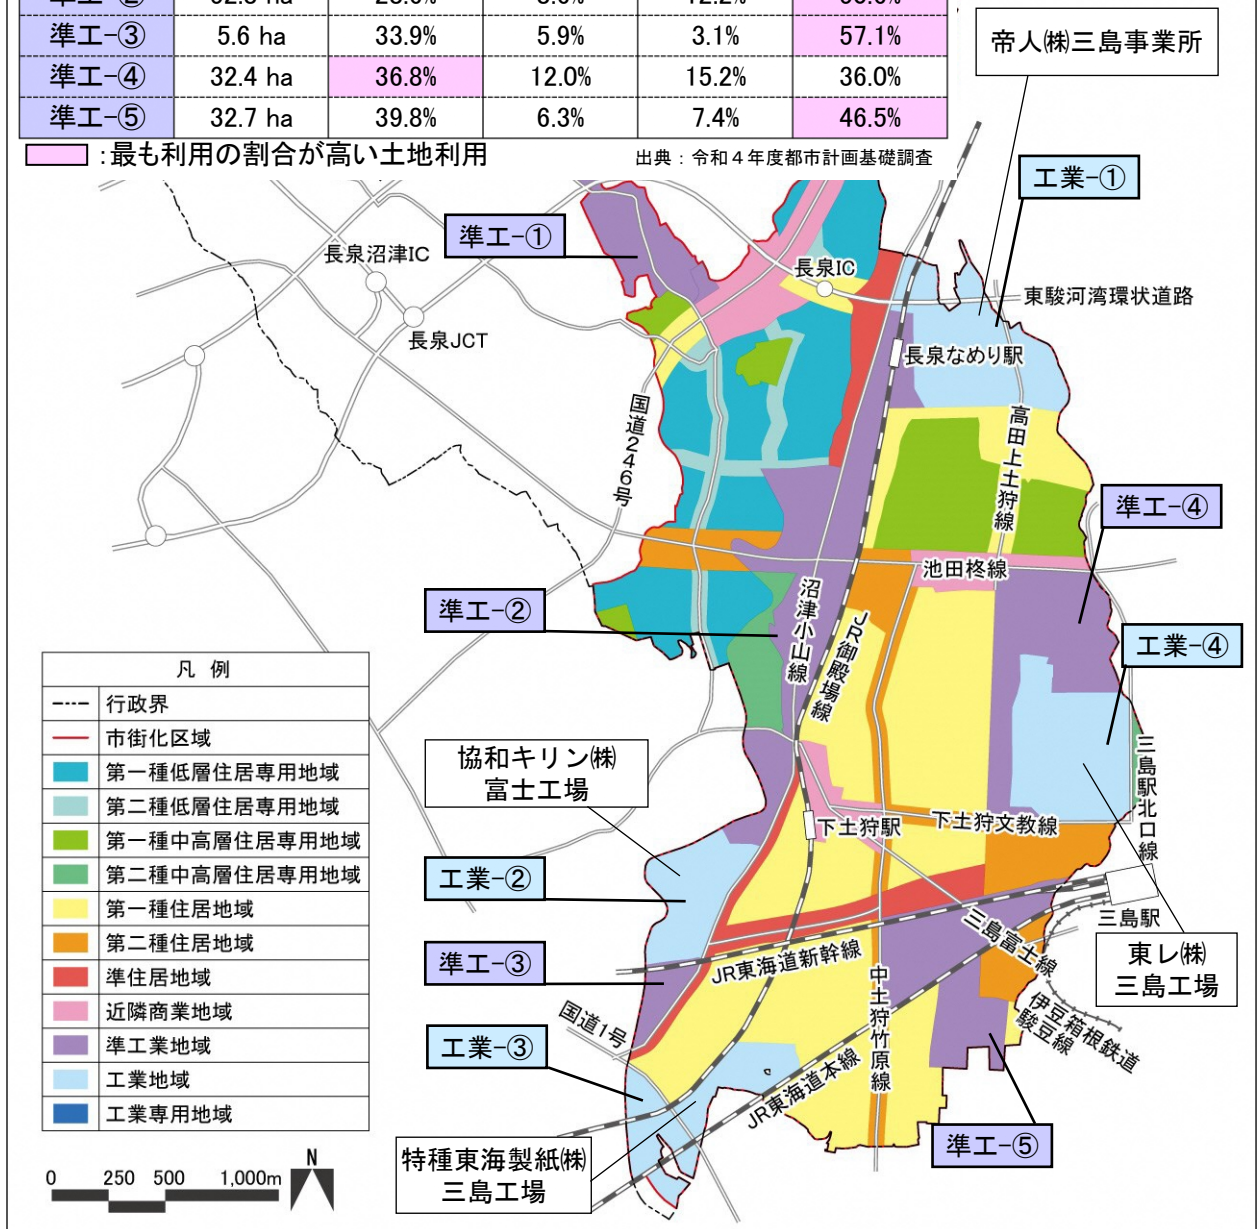 準工-③ 5.6 ha 33.9% 5.9% 3.1% 57.1%
準工-④ 32.4 ha 36.8% 12.0% 15.2% 36.0%
準工-⑤ 32.7 ha 39.8% 6.3% 7.4% 46.5%
：最も利用の割合が高い土地利用
出典：令和４年度都市計画基礎調査
帝人㈱三島事業所
工業-①
準工-①
長泉沼津IC
長泉IC
東駿河湾環状道路
長泉JCT
長泉なめり駅
国道246号
高田上土狩線
準工-④
池田柊線
準工-②
沼津小山線
JR御殿場線
工業-④
凡 例
行政界
市街化区域
第一種低層住居専用地域
第二種低層住居専用地域
第一種中高層住居専用地域
第二種中高層住居専用地域
第一種住居地域
第二種住居地域
準住居地域
近隣商業地域
準工業地域
工業地域
工業専用地域
協和キリン㈱
富士工場
三島駅北口線
下土狩駅
下土狩文教線
工業-②
三島駅
三島富士線
東レ㈱
三島工場
準工-③
JR東海道新幹線
中土狩竹原線
伊豆箱根鉄道
駿豆線
国道1号
工業-③
JR東海道本線
準工-⑤
特種東海製紙㈱
三島工場
0 250 500 1,000m
N